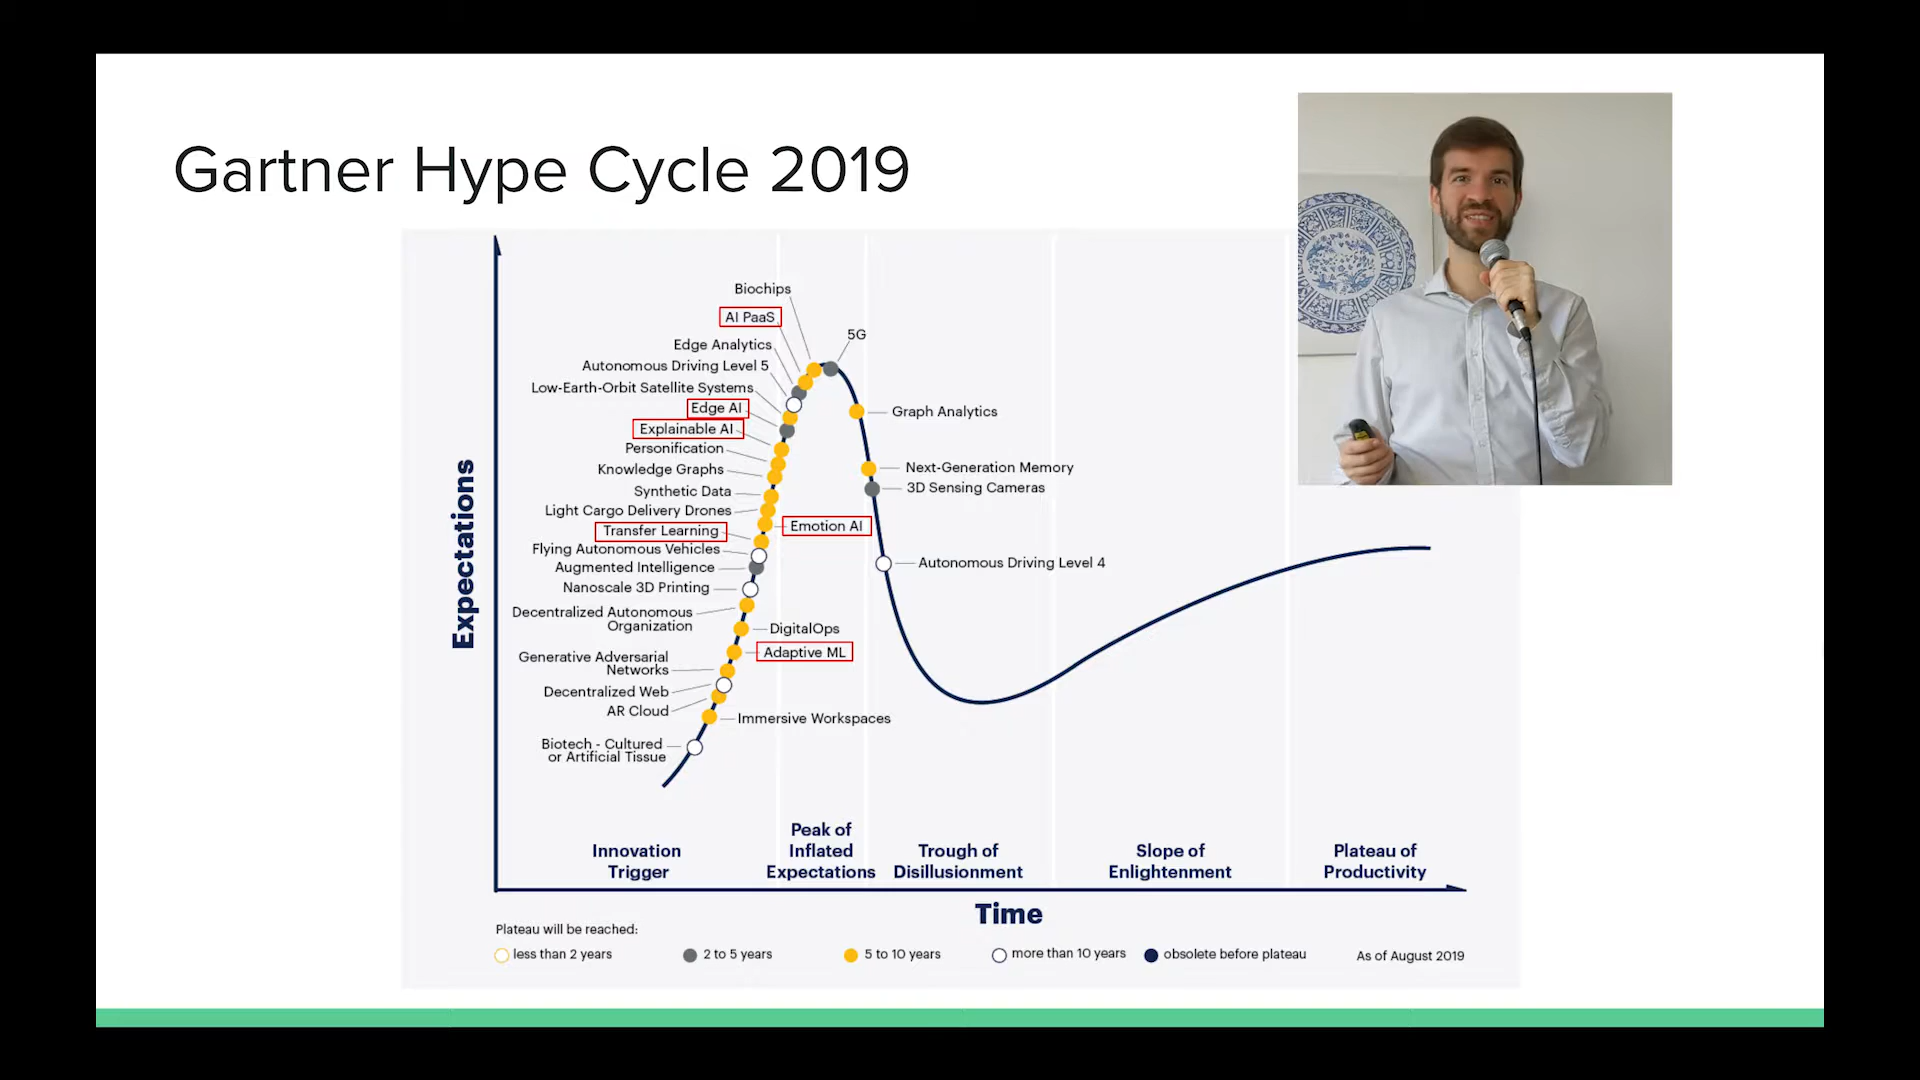 Gartner Hype Cycle 2019
Expectations
Biochips
AI PaaS
5G
Edge Analytics
Autonomous Driving Level 5
Low-Earth-Orbit Satellite Systems
Edge AI
Graph Analytics
Explainable AI
Personification
Knowledge Graphs
Next-Generation Memory
3D Sensing Cameras
Synthetic Data
Light Cargo Delivery Drones
Emotion AI
Transfer Learning
Flying Autonomous Vehicles
Autonomous Driving Level 4
Augmented Intelligence
Nanoscale 3D Printing
Decentralized Autonomous
Organization
DigitalOps
Adaptive ML
Generative Adversarial
Networks
Decentralized Web
AR Cloud
Immersive Workspaces
Biotech - Cultured
or Artificial Tissue
Innovation
Trigger
Peak of
Inflated
Expectations
Trough of
Disillusionment
Slope of
Enlightenment
Plateau of
Productivity
Time
Plateau will be reached:
less than 2 years
2 to 5 years
5 to 10 years
more than 10 years
obsolete before plateau
As of August 2019